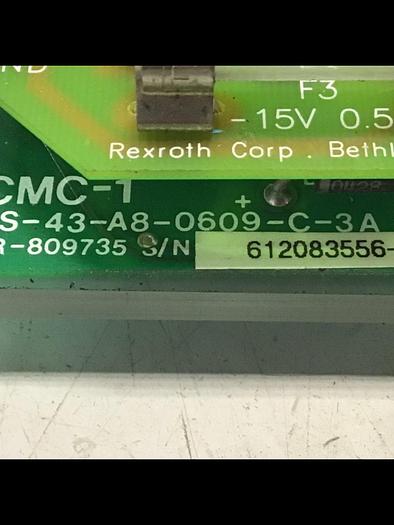 ND
F3
-15V 0.5
Rexroth Corp. Bethl
CMC-1
+
S-43-A8-0609-C-3A
R-809735 S/N 612083556-